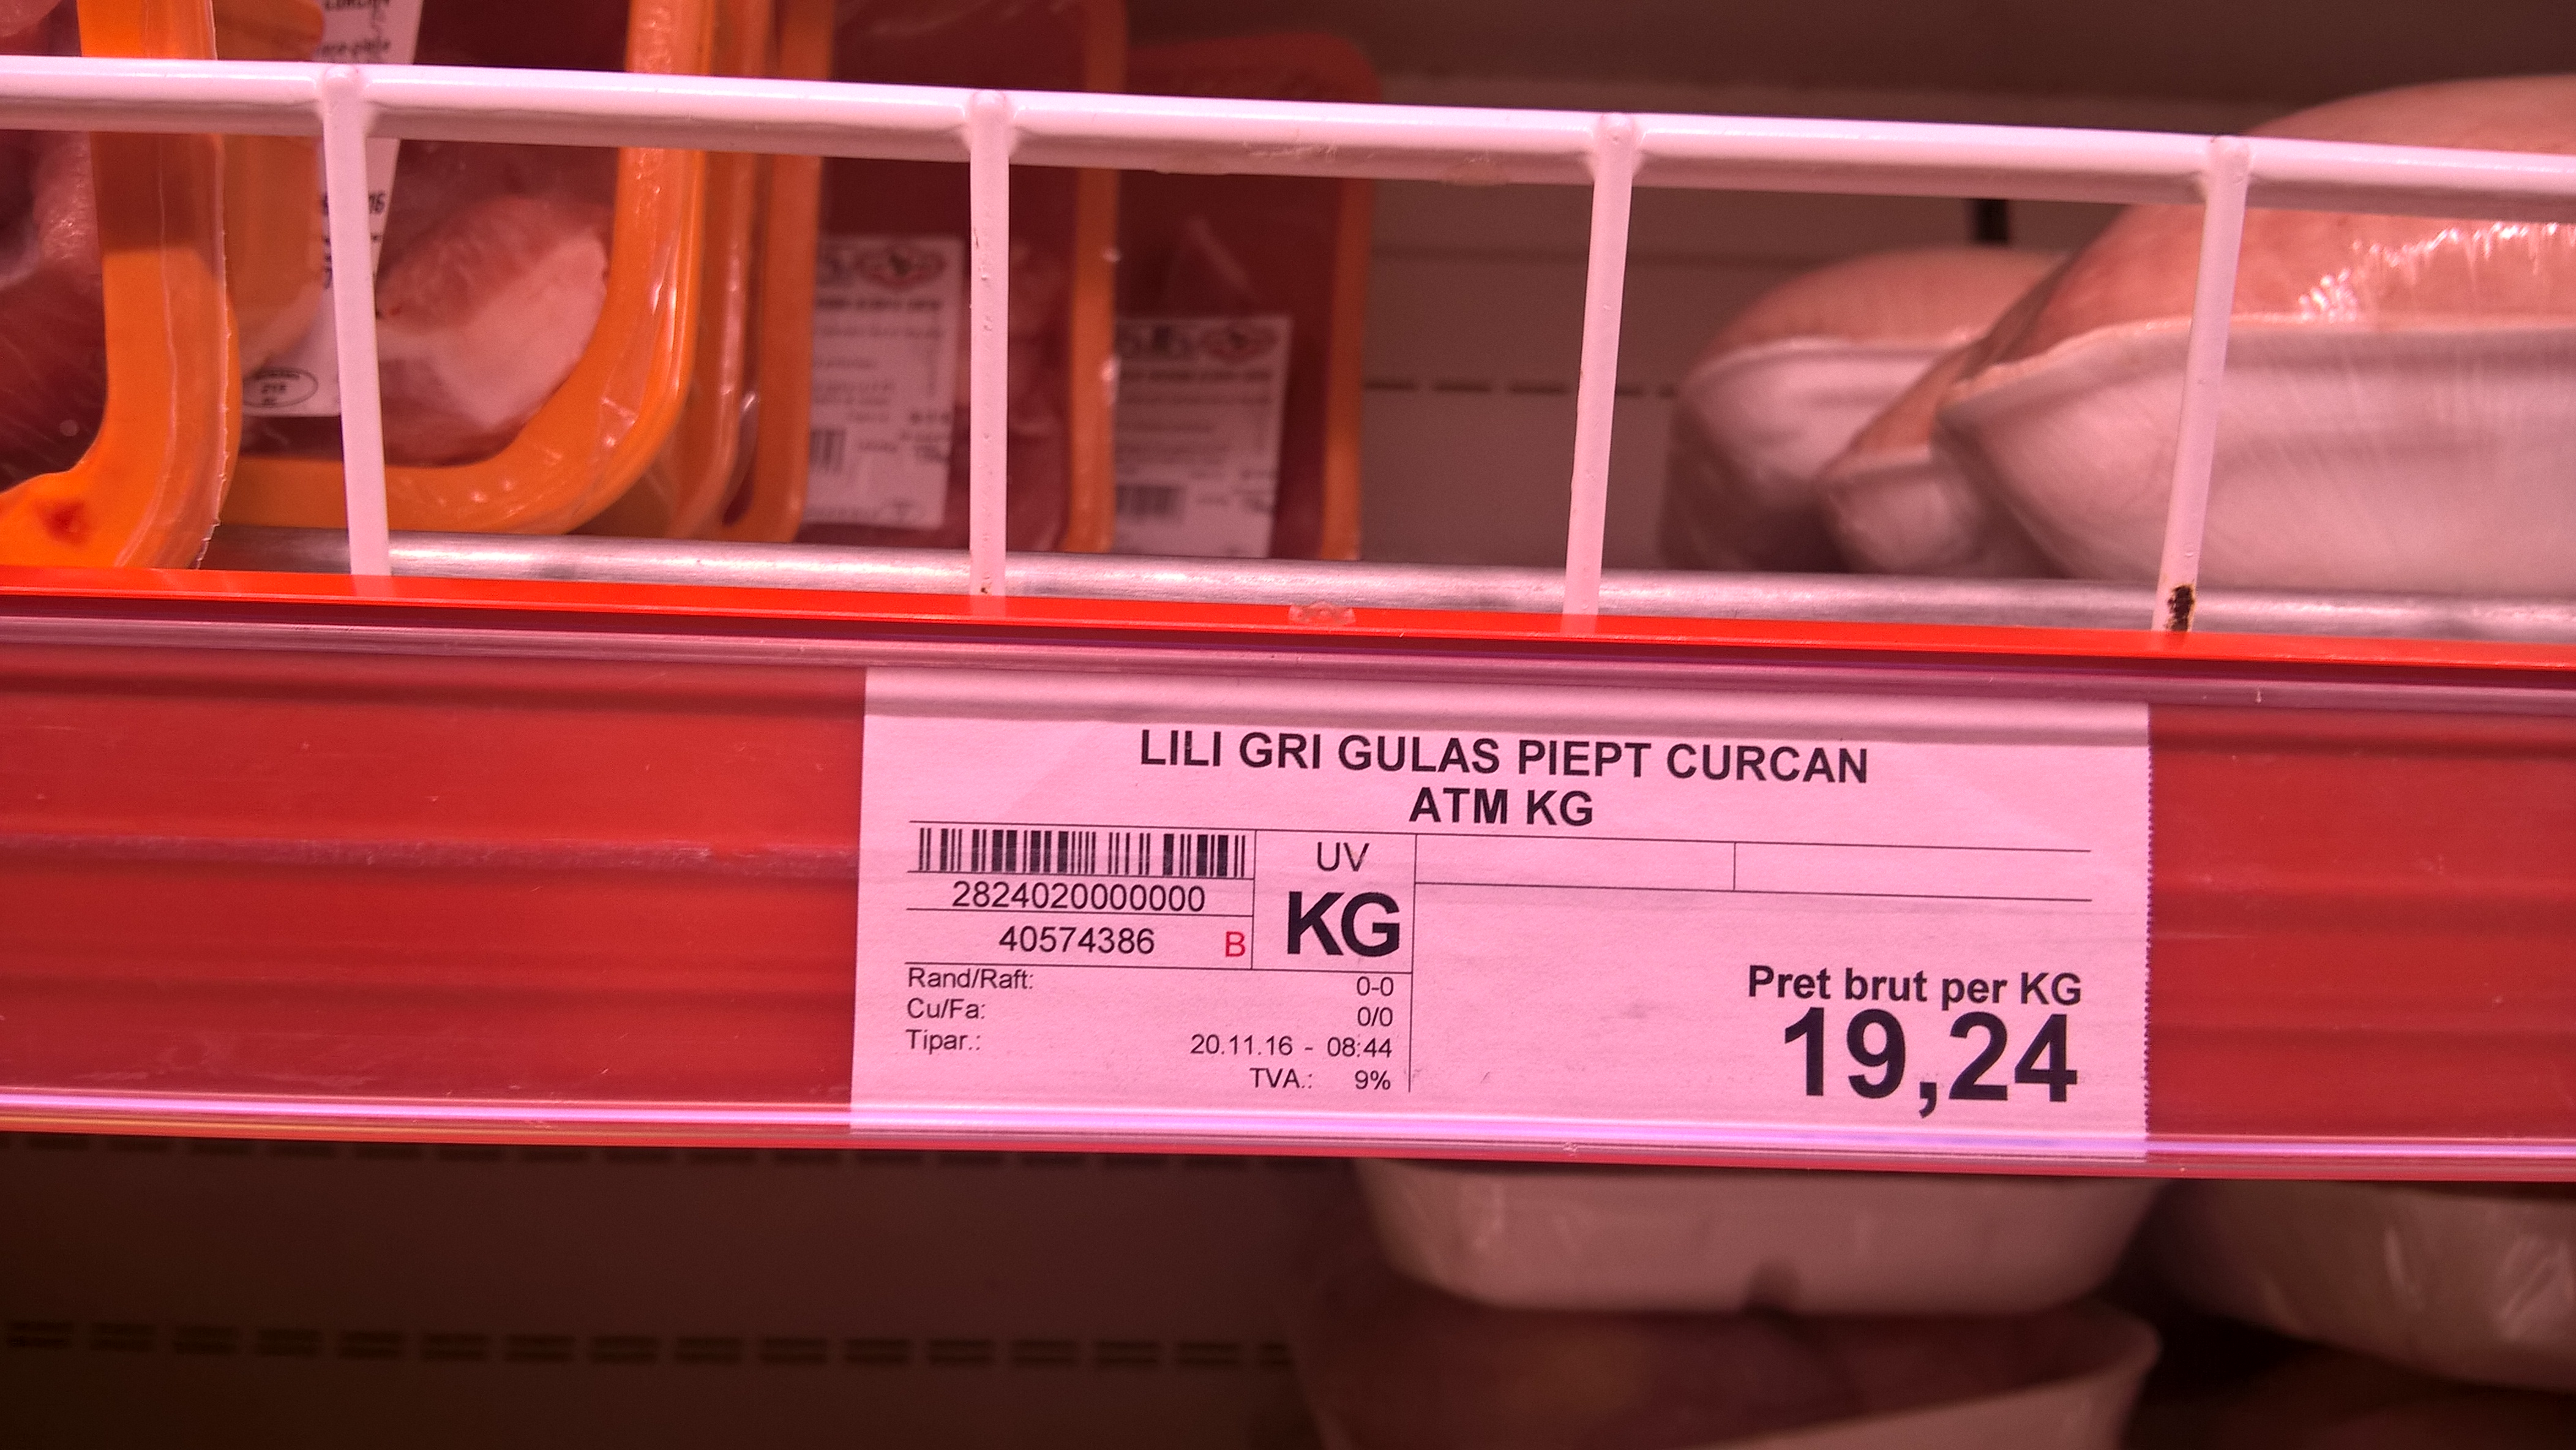 LILI GRI GULAS PIEPT CURCAN
ATM KG
2824020000000
40574386 B
UV
KG
Rand/Raft: 0-0
Cu/Fa: 0/0
Tipar.: 20.11.16 - 08:44
TVA.: 9%
Pret brut per KG
19,24